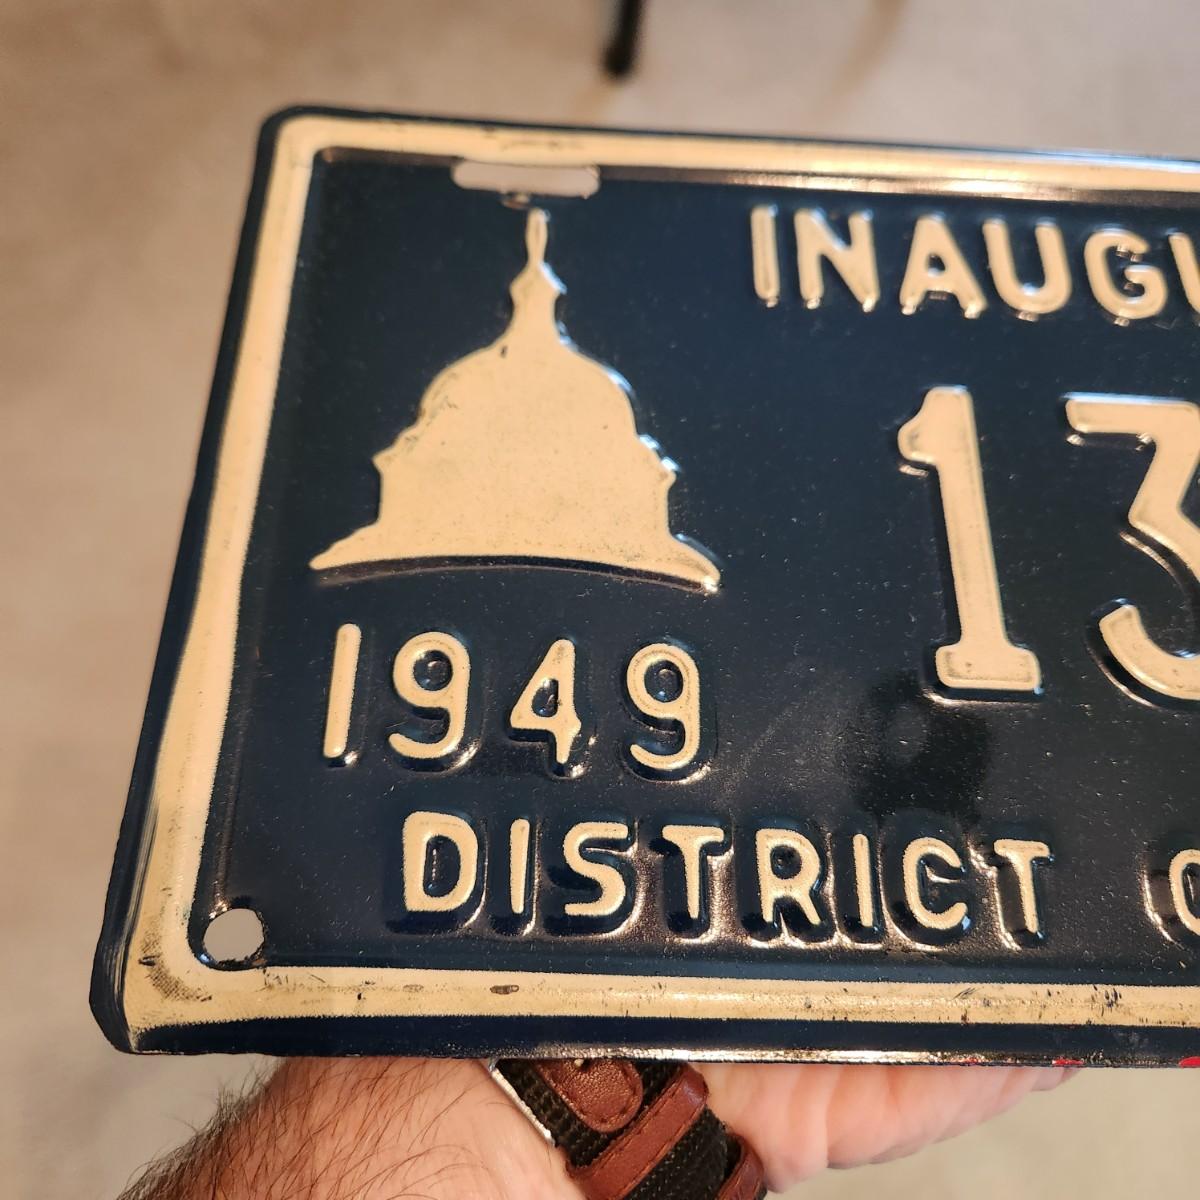 INAUGU
13
1949
DISTRICT O